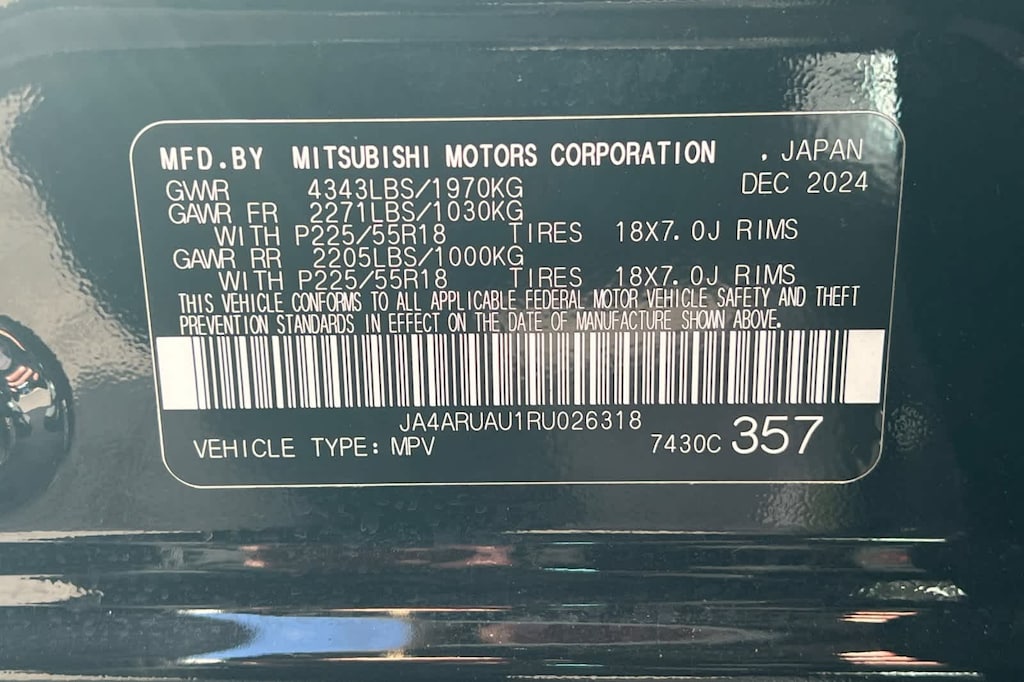 MFD.BY MITSUBISHI MOTORS CORPORATION . JAPAN
GVWR 4343LBS/1970KG DEC 2024
GAWR FR 2271LBS/1030KG
WITH P225/55R18 TIRES 18X7.0J RIMS
GAWR RR 2205LBS/1000KG
WITH P225/55R18 TIRES 18X7.0J RIMS
THIS VEHICLE CONFORMS TO ALL APPLICABLE FEDERAL MOTOR VEHICLE SAFETY AND THEFT
PREVENTION STANDARDS IN EFFECT ON THE DATE OF MANUFACTURE SHOWN ABOVE.
JA4ARUAU1RU026318
VEHICLE TYPE: MPV 7430C 357